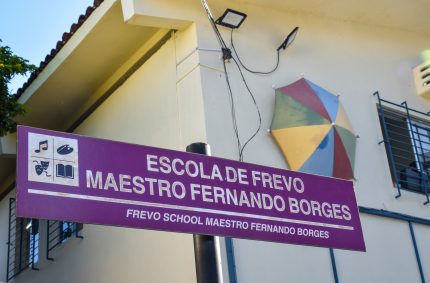 ESCOLA DE FREVO
MAESTRO FERNANDO BORGES
FREVO SCHOOL MAESTRO FERNANDO BORGES